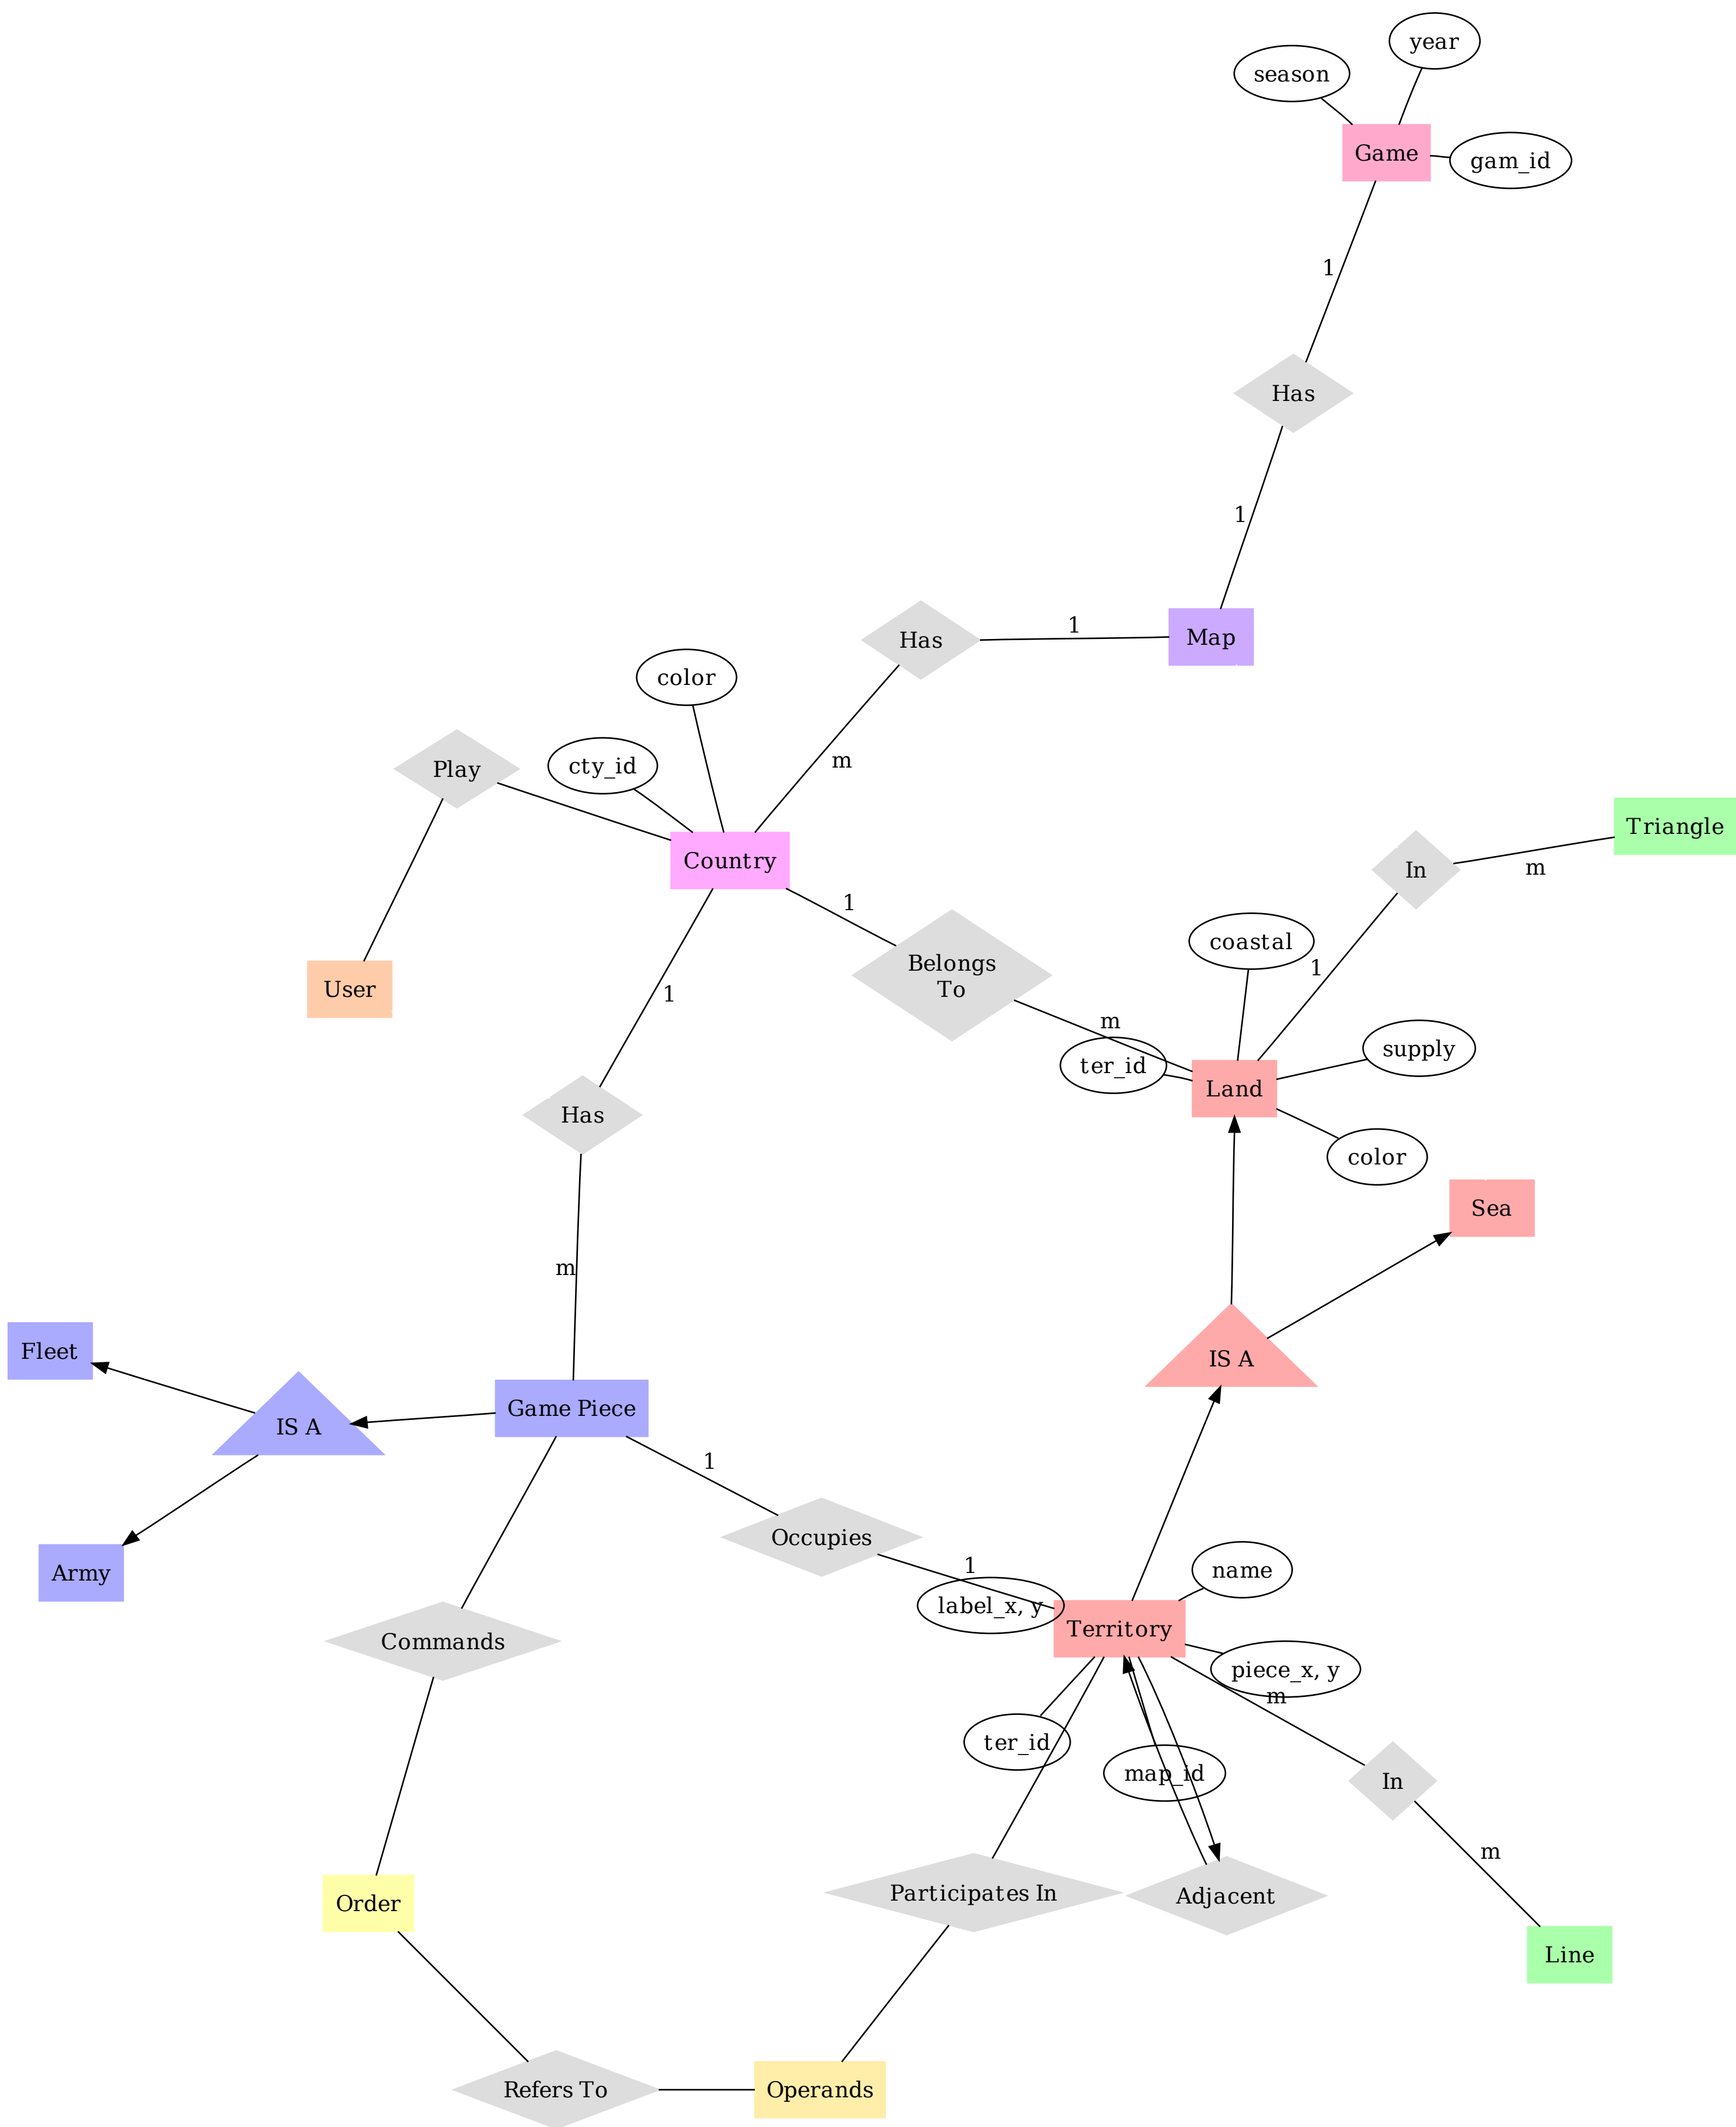 year
season
Game
gam_id
1
Has
1
Has
1
Map
color
m
Play
cty_id
Country
Triangle
In
m
1
coastal
Belongs
To
1
User
1
m
supply
ter_id
Land
Has
color
Sea
m
Fleet
IS A
Game Piece
IS A
1
Occupies
1
Army
name
label_x, y
Territory
Commands
piece_x, y
m
ter_id
map_id
In
m
Order
Participates In
Adjacent
Line
Refers To
Operands